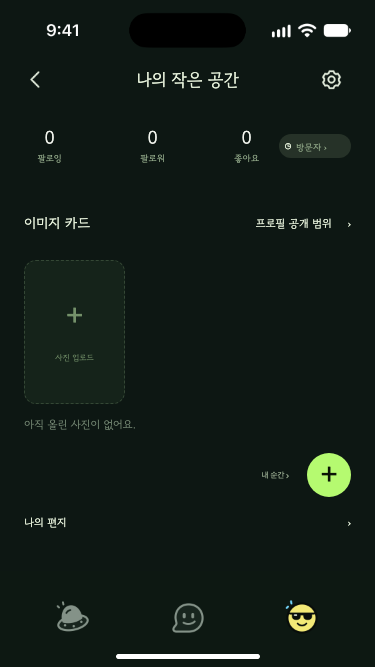 9:41
나의 작은 공간
0 0 0
팔로잉 팔로워 좋아요 방문자 ›
이미지 카드 프로필 공개 범위 ›
+
사진 업로드
아직 올린 사진이 없어요.
내 순간 › +
나의 편지 ›